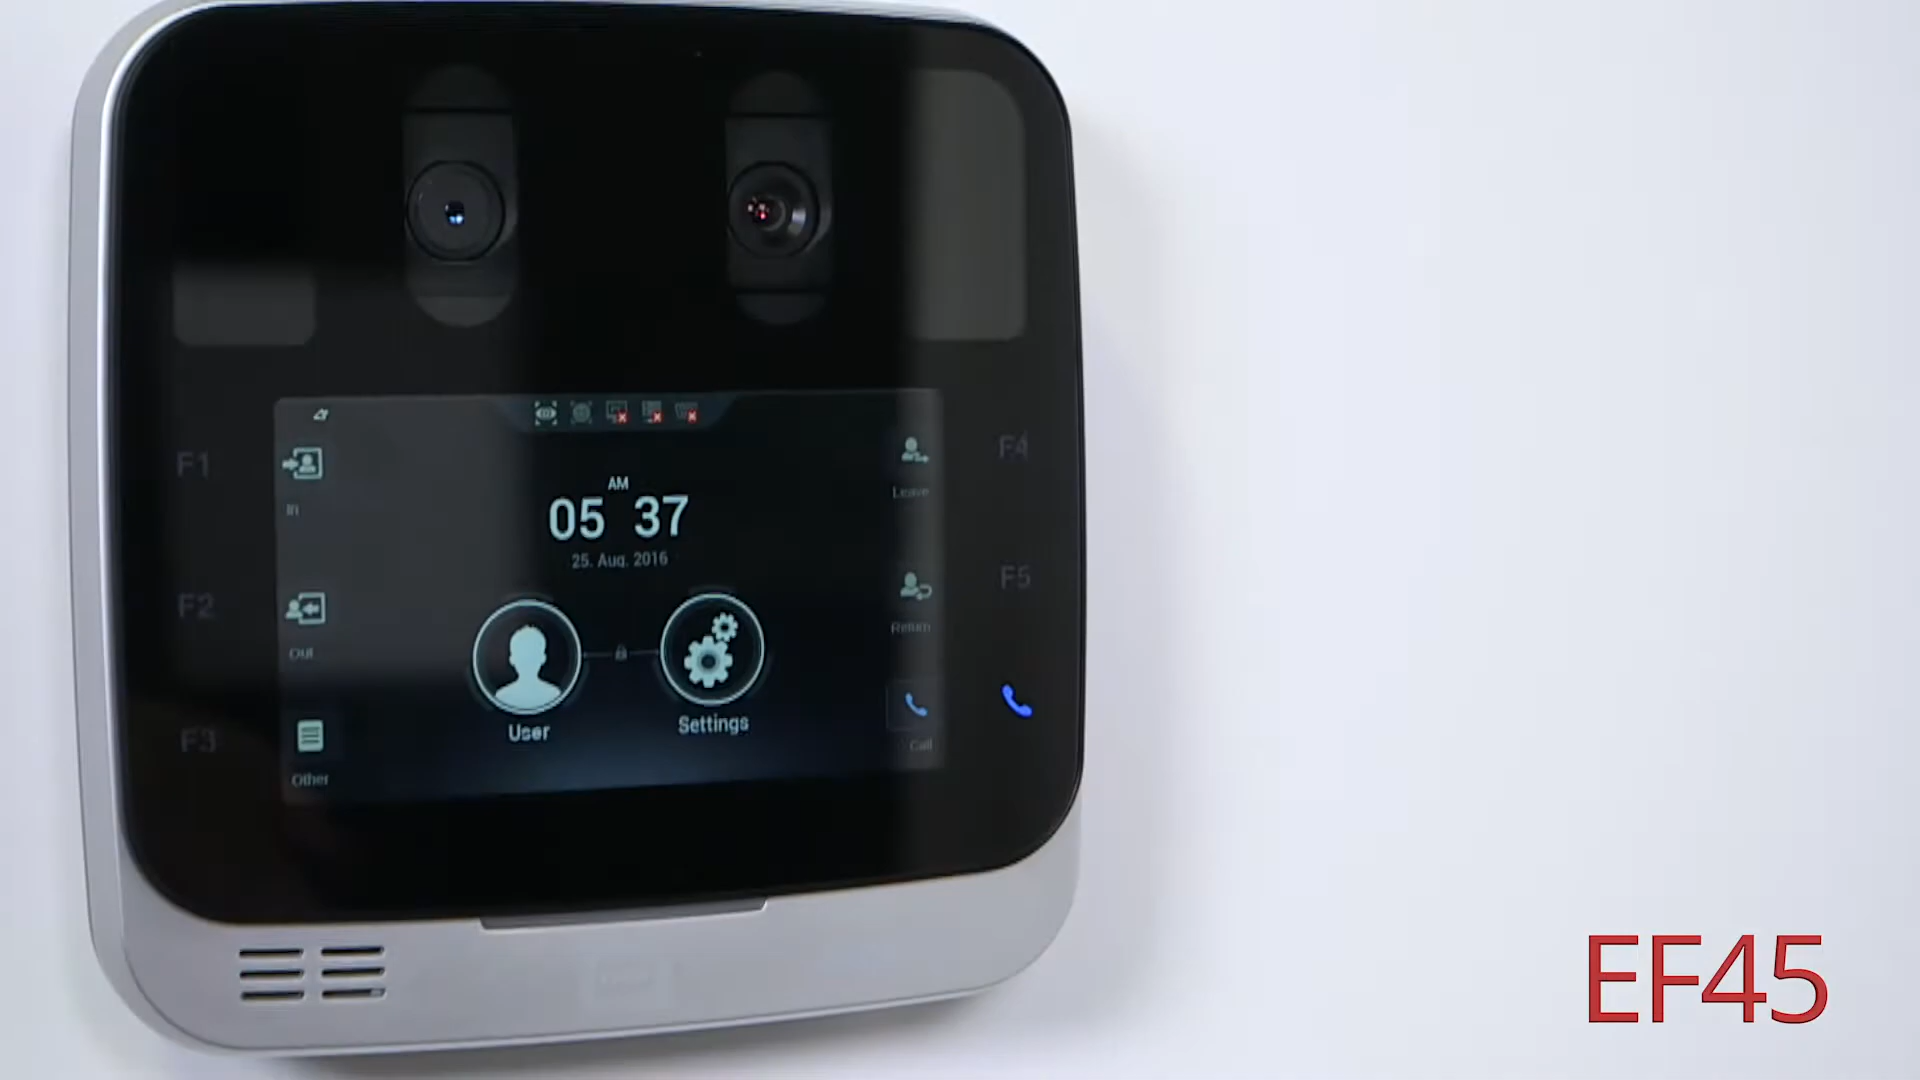 AM
05 37
25. Aug. 2016
F1
In
F2
Out
F3
Other
User
Settings
F4
Leave
F5
Return
Call
EF45